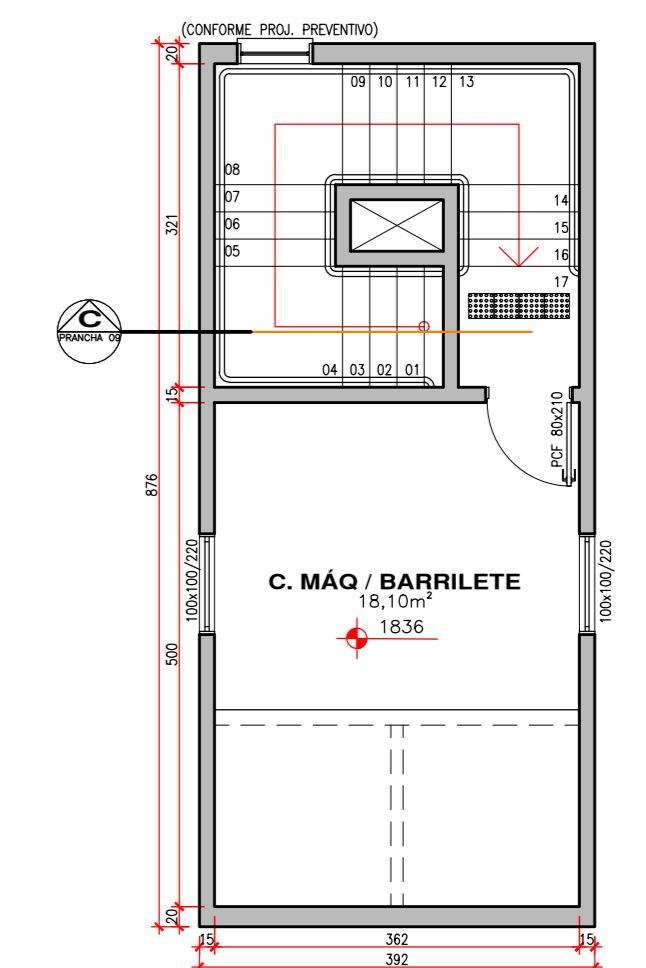 (CONFORME PROJ. PREVENTIVO)
20
09 10 11 12 13
08
07
06
05
14
15
16
17
321
C
PRANCHA 09
04 03 02 01
15
PCF 80x210
876
100x100/220
C. MÁQ / BARRILETE
18,10m²
1836
100x100/220
500
20
15 362 15
392